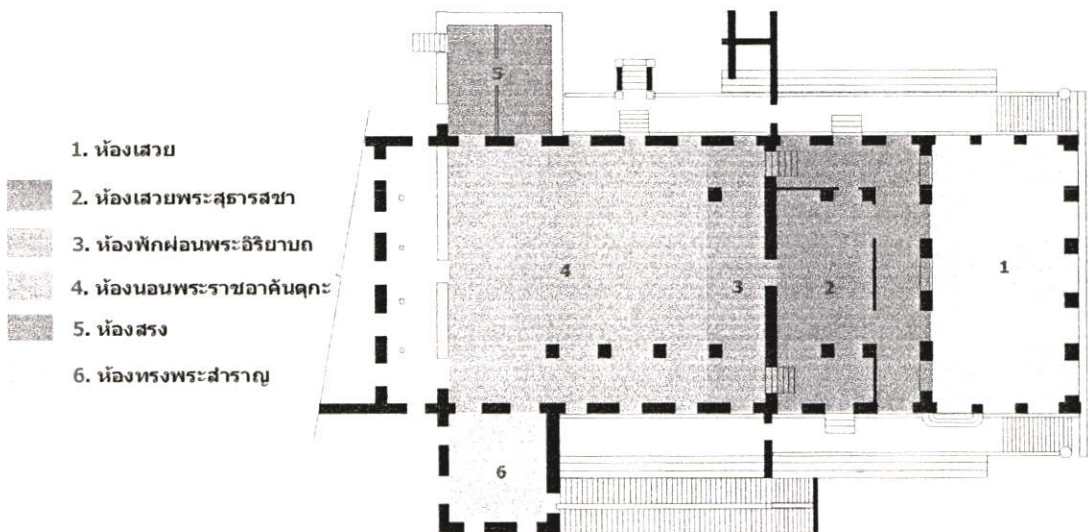 1. ห้องเสวย
2. ห้องเสวยพระสุธารสชา
3. ห้องพักผ่อนพระอิริยาบถ
4. ห้องนอนพระราชอาคันตุกะ
5. ห้องสรง
6. ห้องทรงพระสำราญ
5
4
3
2
1
6